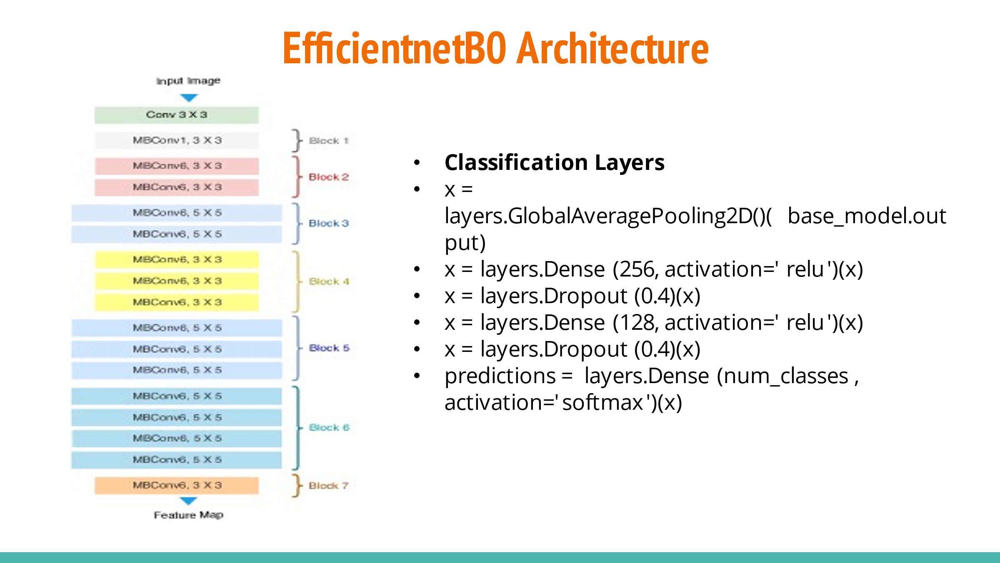 EfficientnetB0 Architecture
Input Image
Conv 3 X 3
MBConv1, 3 X 3
Block 1
MBConv6, 3 X 3
MBConv6, 3 X 3
Block 2
MBConv6, 5 X 5
MBConv6, 5 X 5
Block 3
MBConv6, 3 X 3
MBConv6, 3 X 3
MBConv6, 3 X 3
Block 4
MBConv6, 5 X 5
MBConv6, 5 X 5
MBConv6, 5 X 5
Block 5
MBConv6, 5 X 5
MBConv6, 5 X 5
MBConv6, 5 X 5
MBConv6, 5 X 5
Block 6
MBConv6, 3 X 3
Block 7
Feature Map
• Classification Layers
• x =
layers.GlobalAveragePooling2D()( base_model.out
put)
• x = layers.Dense (256, activation=' relu')(x)
• x = layers.Dropout (0.4)(x)
• x = layers.Dense (128, activation=' relu')(x)
• x = layers.Dropout (0.4)(x)
• predictions = layers.Dense (num_classes ,
activation='softmax')(x)